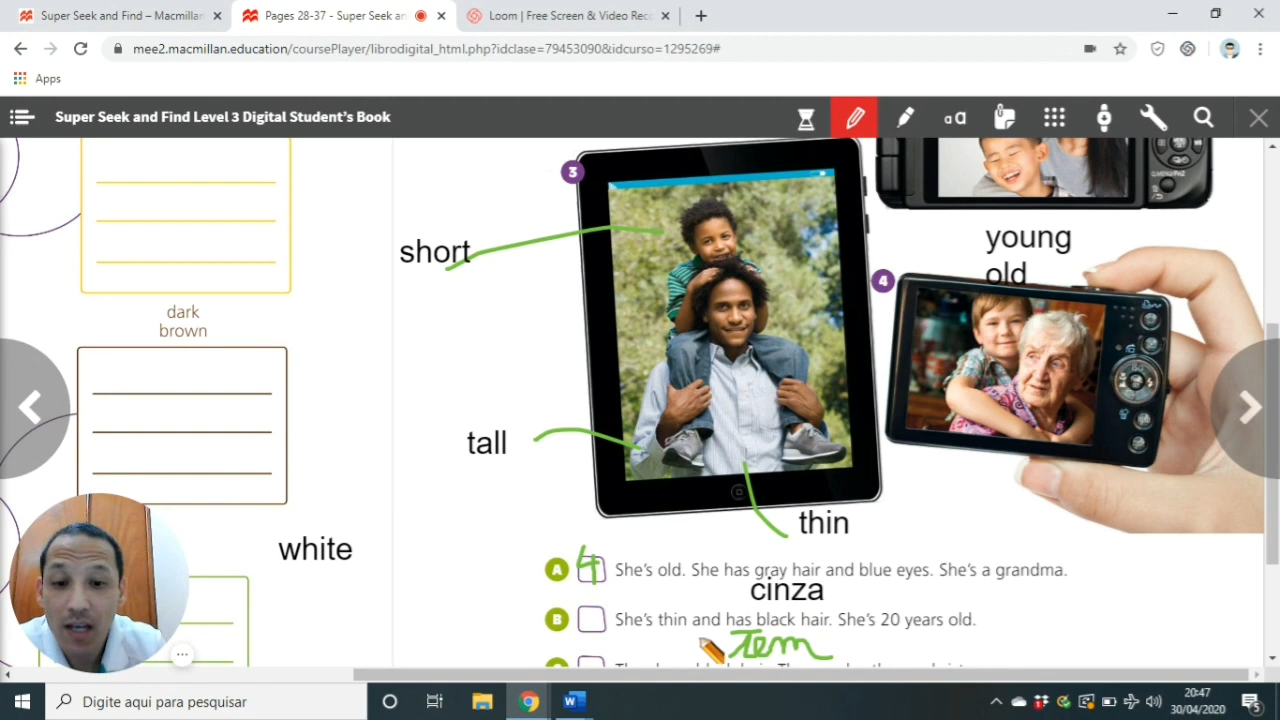 Super Seek and Find – Macmillan
Pages 28-37 - Super Seek an
Loom | Free Screen & Video Rec
mee2.macmillan.education/coursePlayer/librodigital_html.php?idclase=79453090&idcurso=1295269#
Apps
Super Seek and Find Level 3 Digital Student's Book
aa
3
short
young
old
4
dark
brown
tall
thin
white
A 4 She's old. She has gray hair and blue eyes. She's a grandma.
cinza
B She's thin and has black hair. She's 20 years old.
Tem
Digite aqui para pesquisar
20:47
30/04/2020
5